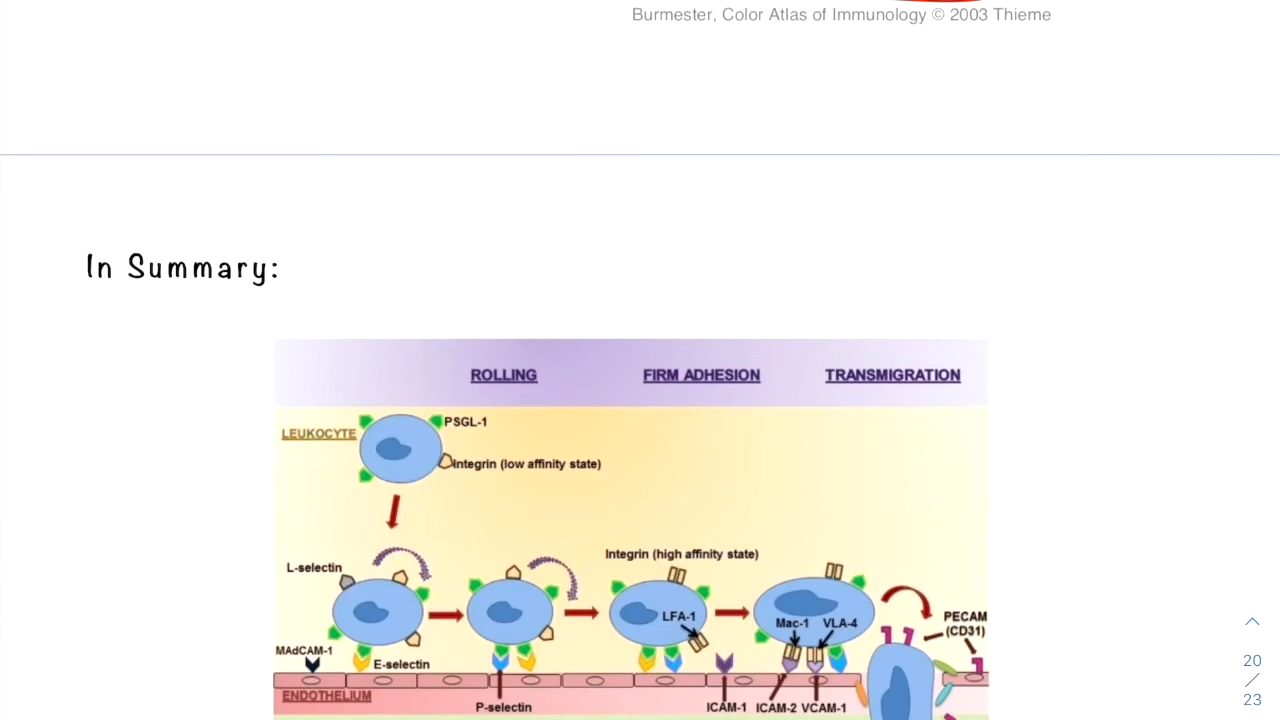 Burmester, Color Atlas of Immunology © 2003 Thieme
In Summary:
ROLLING
FIRM ADHESION
TRANSMIGRATION
PSGL-1
LEUKOCYTE
Integrin (low affinity state)
Integrin (high affinity state)
L-selectin
LFA-1
Mac-1
VLA-4
PECAM
(CD31)
MAdCAM-1
E-selectin
ENDOTHELIUM
P-selectin
ICAM-1
ICAM-2
VCAM-1
20
/
23